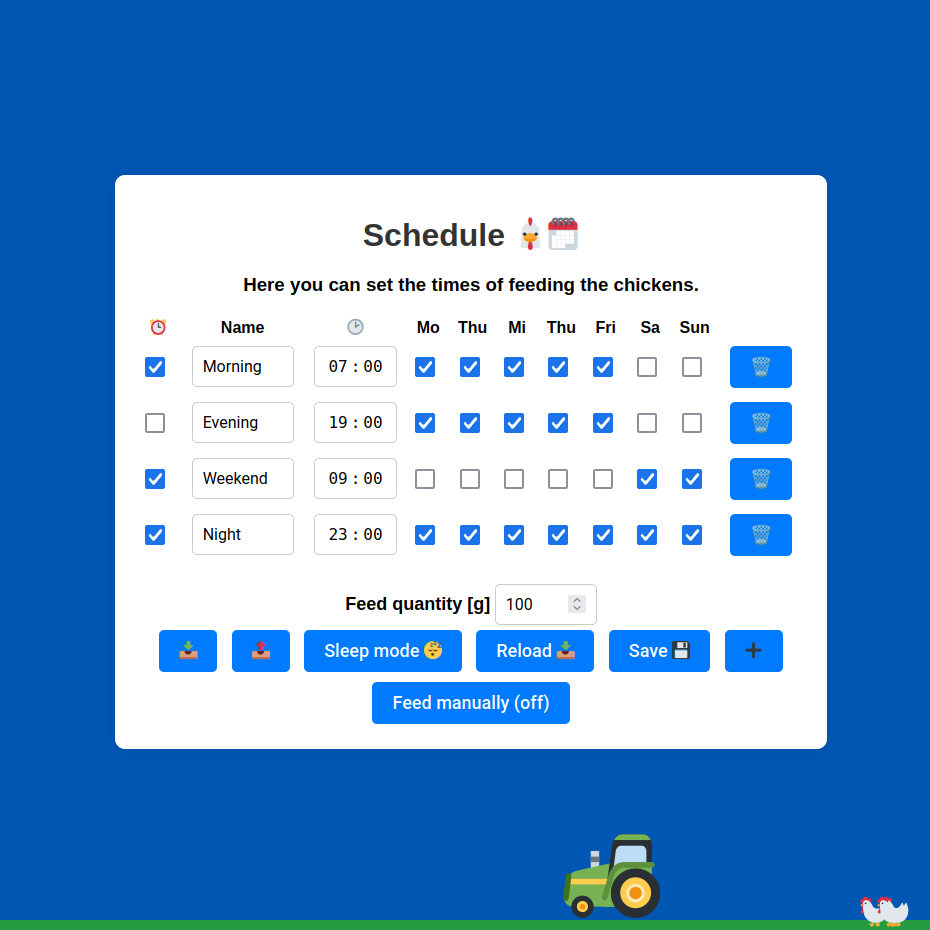 Schedule
Here you can set the times of feeding the chickens.
Name Mo Thu Mi Thu Fri Sa Sun
Morning 07:00
Evening 19:00
Weekend 09:00
Night 23:00
Feed quantity [g] 100
Sleep mode Reload Save
Feed manually (off)